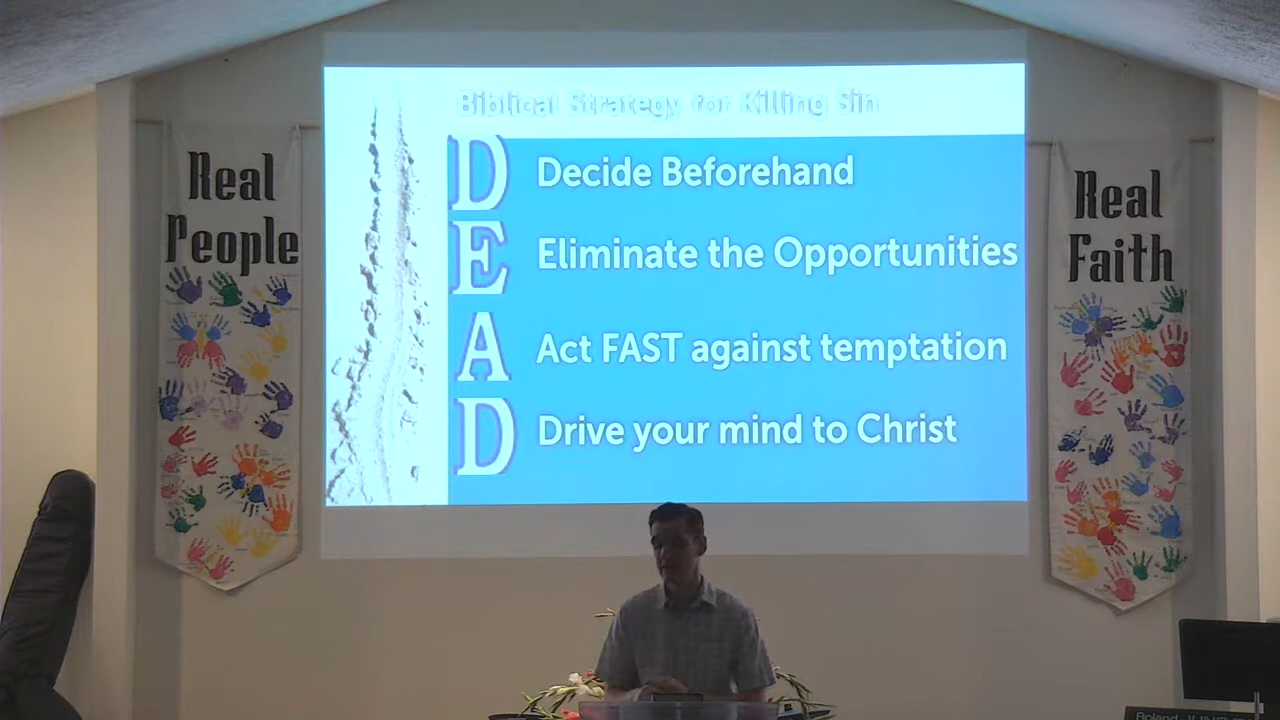 Biblical Strategy for Killing Sin
D Decide Beforehand
E Eliminate the Opportunities
A Act FAST against temptation
D Drive your mind to Christ
Real
People
Real
Faith
Roland